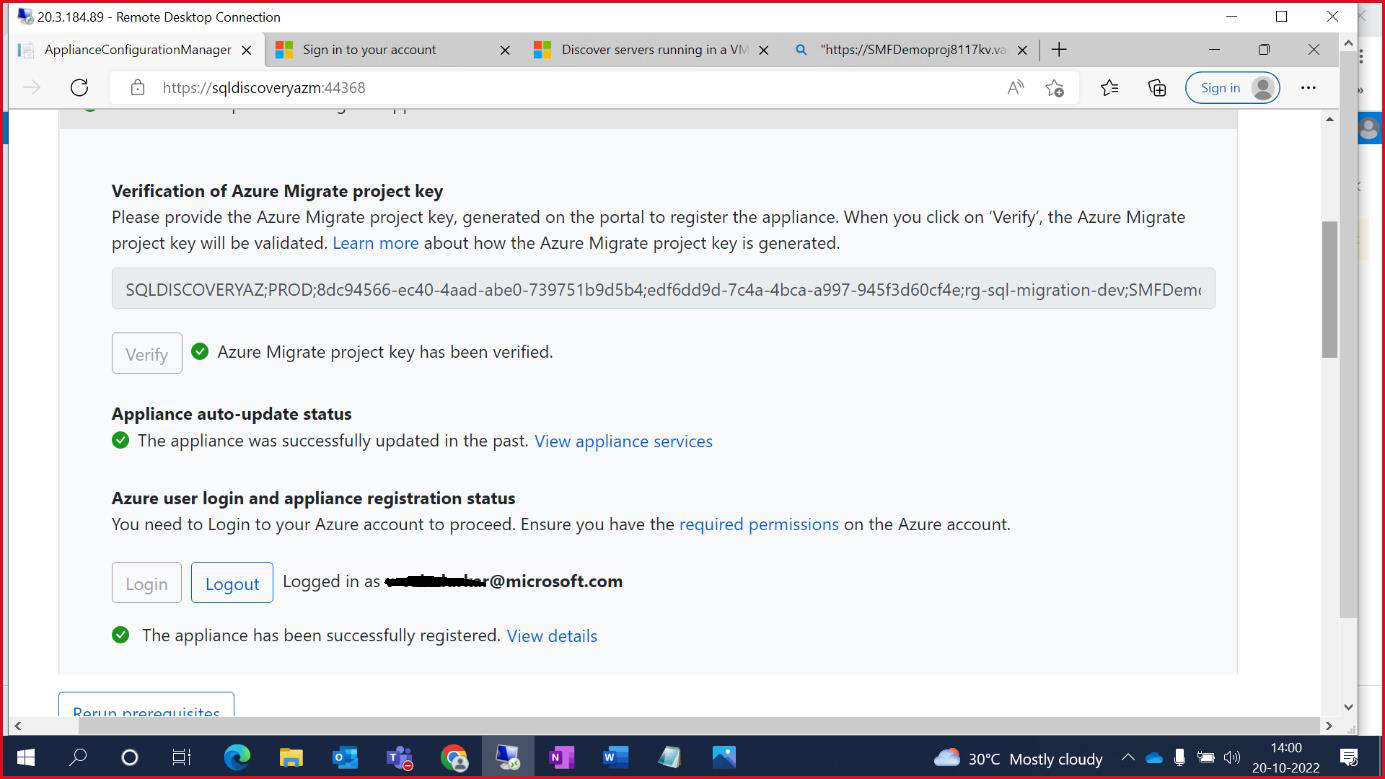 20.3.184.89 - Remote Desktop Connection
ApplianceConfigurationManager
Sign in to your account
Discover servers running in a VM
"https://SMFDemoproj8117kv.va
https://sqldiscoveryazm:44368
Sign in
Verification of Azure Migrate project key
Please provide the Azure Migrate project key, generated on the portal to register the appliance. When you click on ‘Verify’, the Azure Migrate
project key will be validated. Learn more about how the Azure Migrate project key is generated.
SQLDISCOVERYAZ;PROD;8dc94566-ec40-4aad-abe0-739751b9d5b4;edf6dd9d-7c4a-4bca-a997-945f3d60cf4e;rg-sql-migration-dev;SMFDemo
Verify
Azure Migrate project key has been verified.
Appliance auto-update status
The appliance was successfully updated in the past. View appliance services
Azure user login and appliance registration status
You need to Login to your Azure account to proceed. Ensure you have the required permissions on the Azure account.
Login Logout Logged in as r@microsoft.com
The appliance has been successfully registered. View details
Rerun prerequisites
30°C Mostly cloudy
14:00
20-10-2022